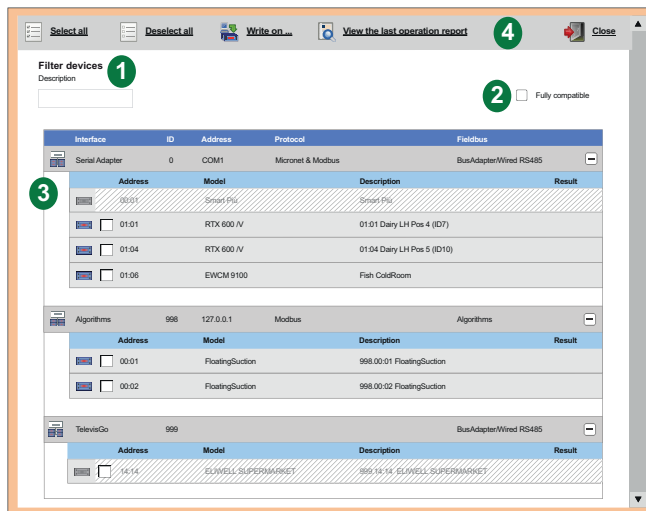 Select all Deselect all Write on ... View the last operation report 4 Close
Filter devices 1
Description
2 Fully compatible
Interface ID Address Protocol Fieldbus
Serial Adapter 0 COM1 Micronet & Modbus BusAdapter/Wired RS485
3 Address Model Description Result
00:01 Smart Più Smart Più
01:01 RTX 600 /V 01:01 Dairy LH Pos 4 (ID7)
01:04 RTX 600 /V 01:04 Dairy LH Pos 5 (ID10)
01:06 EWCM 9100 Fish ColdRoom
Algorithms 998 127.0.0.1 Modbus Algorithms
Address Model Description Result
00:01 FloatingSuction 998.00:01 FloatingSuction
00:02 FloatingSuction 998.00:02 FloatingSuction
TelevisGo 999 BusAdapter/Wired RS485
Address Model Description Result
14:14 ELIWELL SUPERMARKET 999.14:14 ELIWELL SUPERMARKET